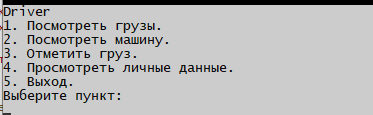 Driver
1. Посмотреть грузы.
2. Посмотреть машину.
3. Отметить груз.
4. Просмотреть личные данные.
5. Выход.
Выберите пункт: